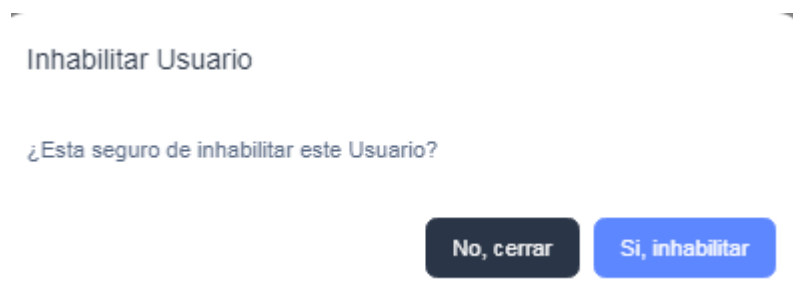 Inhabilitar Usuario
¿Esta seguro de inhabilitar este Usuario?
No, cerrar
Si, inhabilitar